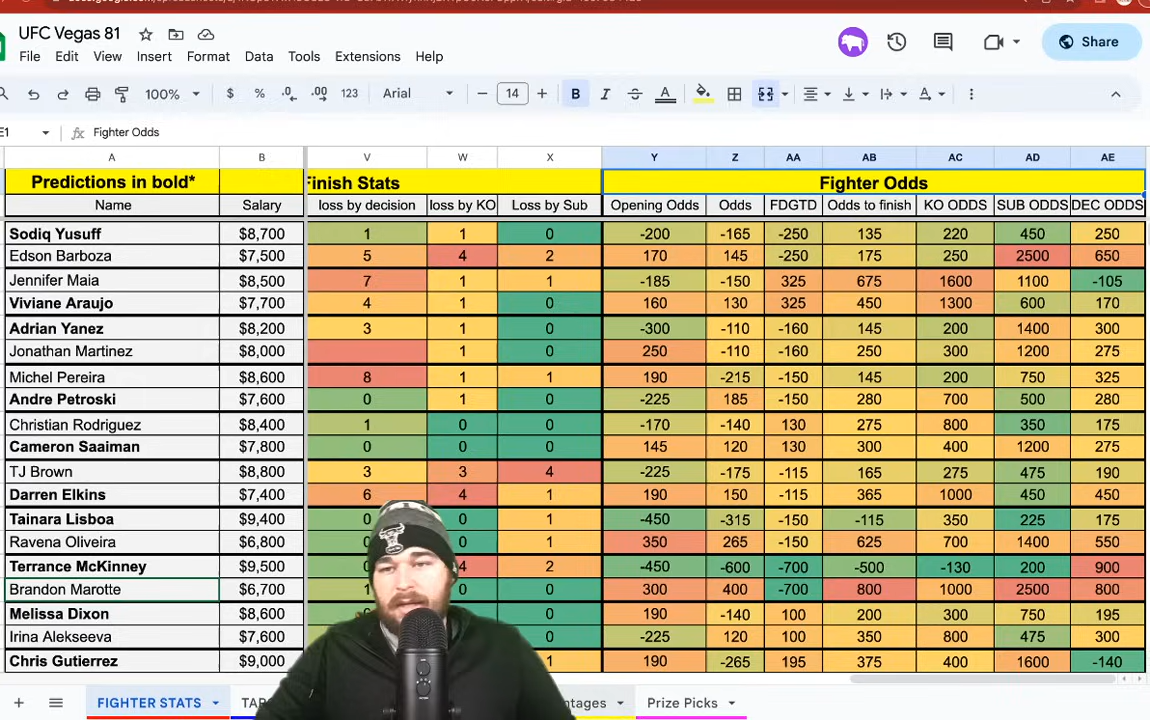 UFC Vegas 81
Share
File Edit View Insert Format Data Tools Extensions Help
100% $ % .0 .00 123 Arial 14 B I S A
E1 fx Fighter Odds
A B V W X Y Z AA AB AC AD AE
Predictions in bold* Finish Stats Fighter Odds
Name Salary loss by decision loss by KO Loss by Sub Opening Odds Odds FDGTD Odds to finish KO ODDS SUB ODDS DEC ODDS
Sodiq Yusuff $8,700 1 1 0 -200 -165 -250 135 220 450 250
Edson Barboza $7,500 5 4 2 170 145 -250 175 250 2500 650
Jennifer Maia $8,500 7 1 1 -185 -150 325 675 1600 1100 -105
Viviane Araujo $7,700 4 1 0 160 130 325 450 1300 600 170
Adrian Yanez $8,200 3 1 0 -300 -110 -160 145 200 1400 300
Jonathan Martinez $8,000 1 0 250 -110 -160 250 300 1200 275
Michel Pereira $8,600 8 1 1 190 -215 -150 145 200 750 325
Andre Petroski $7,600 0 1 0 -225 185 -150 280 700 500 280
Christian Rodriguez $8,400 1 0 0 -170 -140 130 275 800 350 175
Cameron Saaiman $7,800 0 0 0 145 120 130 300 400 1200 275
TJ Brown $8,800 3 3 4 -225 -175 -115 165 275 475 190
Darren Elkins $7,400 6 4 1 190 150 -115 365 1000 450 450
Tainara Lisboa $9,400 0 0 1 -450 -315 -150 -115 350 225 175
Ravena Oliveira $6,800 0 1 350 265 -150 625 700 1400 550
Terrance McKinney $9,500 4 2 -450 -600 -700 -500 -130 200 900
Brandon Marotte $6,700 1 0 0 300 400 -700 800 1000 2500 800
Melissa Dixon $8,600 0 190 -140 100 200 300 750 195
Irina Alekseeva $7,600 0 -225 120 100 350 800 475 300
Chris Gutierrez $9,000 1 190 -265 195 375 400 1600 -140
FIGHTER STATS Prize Picks